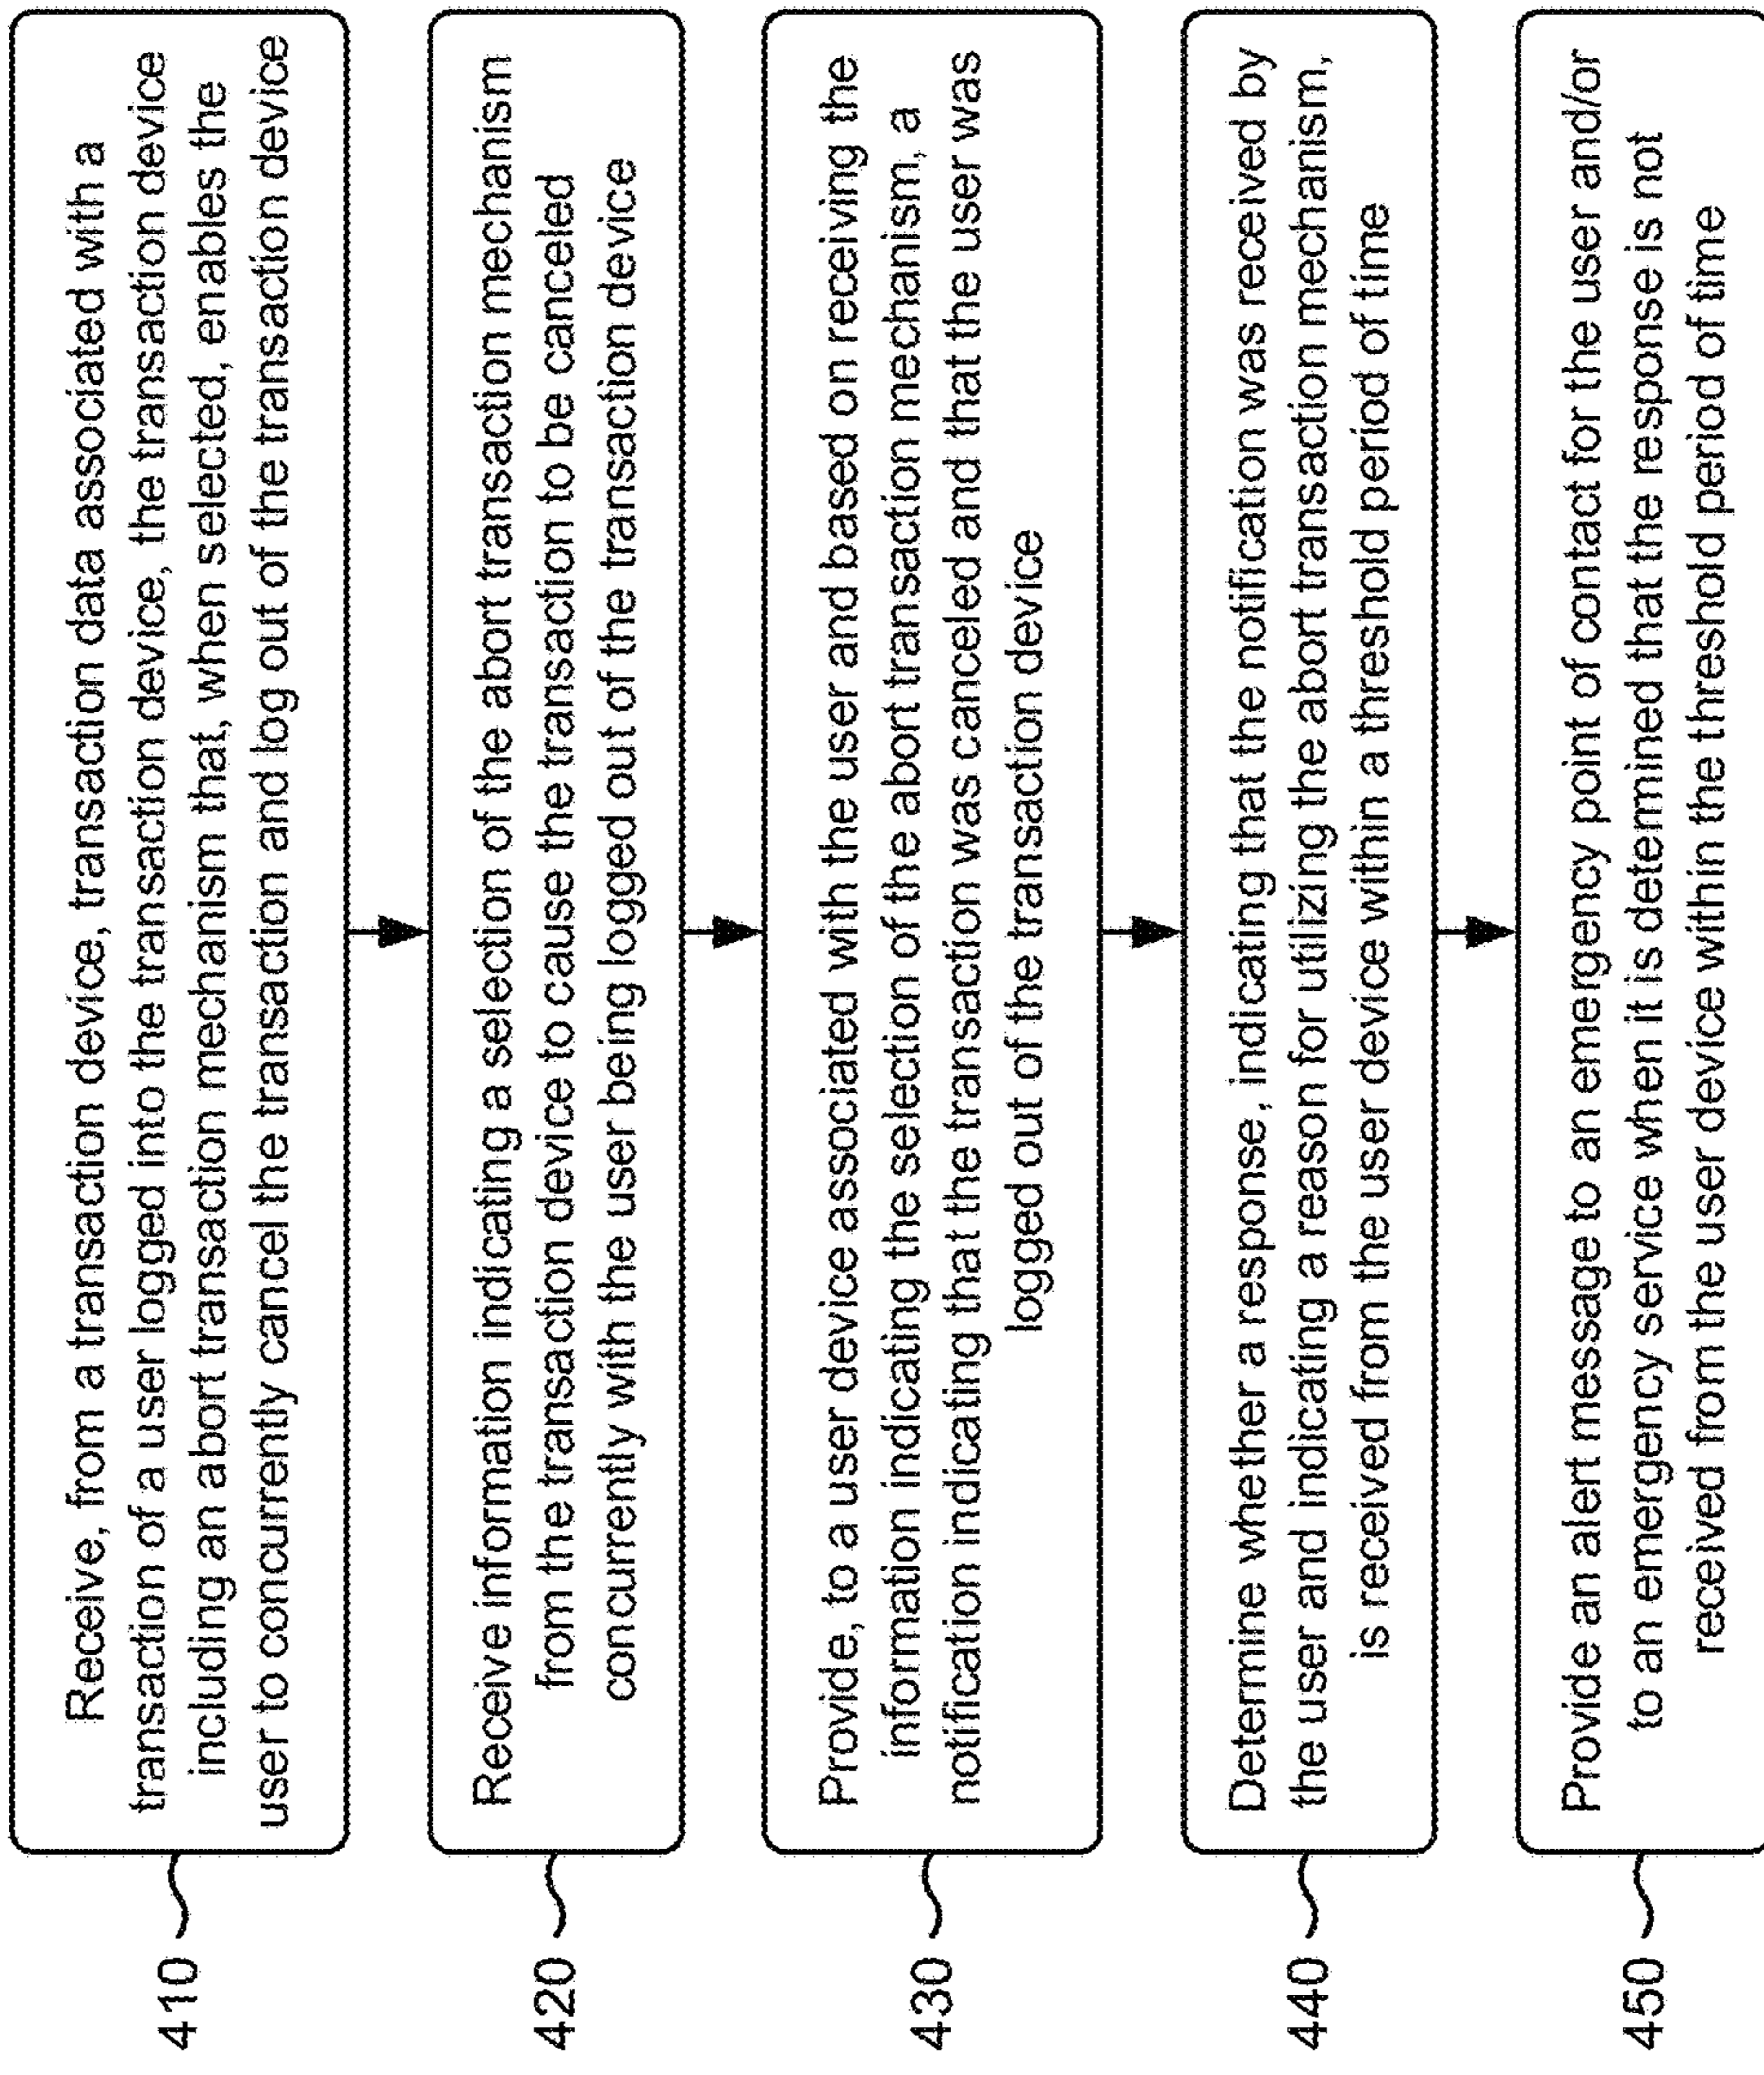 410
Receive, from a transaction device, transaction data associated with a
transaction of a user logged into the transaction device, the transaction device
including an abort transaction mechanism that, when selected, enables the
user to concurrently cancel the transaction and log out of the transaction device
420
Receive information indicating a selection of the abort transaction mechanism
from the transaction device to cause the transaction to be canceled
concurrently with the user being logged out of the transaction device
430
Provide, to a user device associated with the user and based on receiving the
information indicating the selection of the abort transaction mechanism, a
notification indicating that the transaction was canceled and that the user was
logged out of the transaction device
440
Determine whether a response, indicating that the notification was received by
the user and indicating a reason for utilizing the abort transaction mechanism,
is received from the user device within a threshold period of time
450
Provide an alert message to an emergency point of contact for the user and/or
to an emergency service when it is determined that the response is not
received from the user device within the threshold period of time